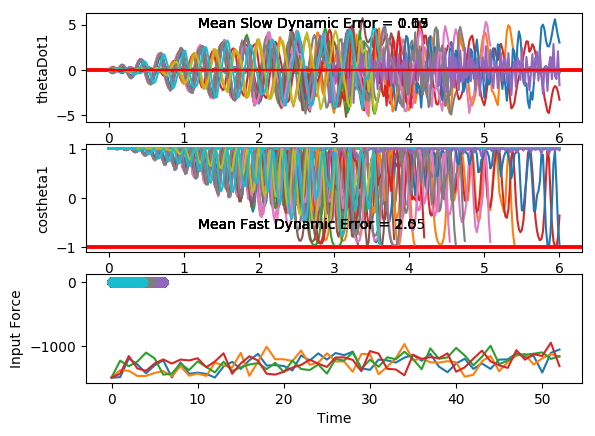 thetaDot1
5
0
−5
Mean Slow Dynamic Error =
0 1 2 3 4 5 6
costheta1
1
0
−1
Mean Fast Dynamic Error =
0 1 2 3 4 5 6
Input Force
0
−1000
0 10 20 30 40 50
Time